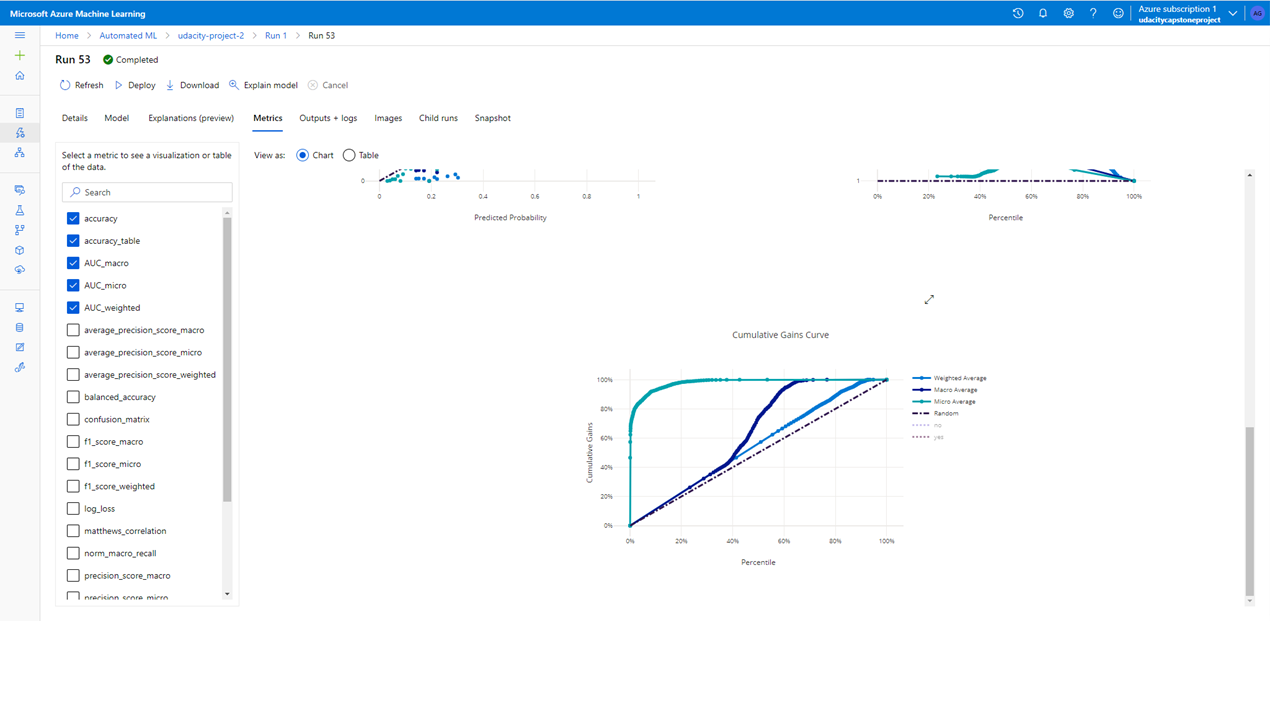 Microsoft Azure Machine Learning
Azure subscription 1
udacitycapstoneproject
AG
Home > Automated ML > udacity-project-2 > Run 1 > Run 53
Run 53 Completed
Refresh Deploy Download Explain model Cancel
Details Model Explanations (preview) Metrics Outputs + logs Images Child runs Snapshot
Select a metric to see a visualization or table
of the data.
Search
accuracy
accuracy_table
AUC_macro
AUC_micro
AUC_weighted
average_precision_score_macro
average_precision_score_micro
average_precision_score_weighted
balanced_accuracy
confusion_matrix
f1_score_macro
f1_score_micro
f1_score_weighted
log_loss
matthews_correlation
norm_macro_recall
precision_score_macro
precision_score_micro
View as: Chart Table
0
0 0.2 0.4 0.6 0.8 1
Predicted Probability
1
0% 20% 40% 60% 80% 100%
Percentile
Cumulative Gains Curve
100%
80%
60%
40%
20%
0%
Cumulative Gains
0% 20% 40% 60% 80% 100%
Percentile
Weighted Average
Macro Average
Micro Average
Random
no
yes